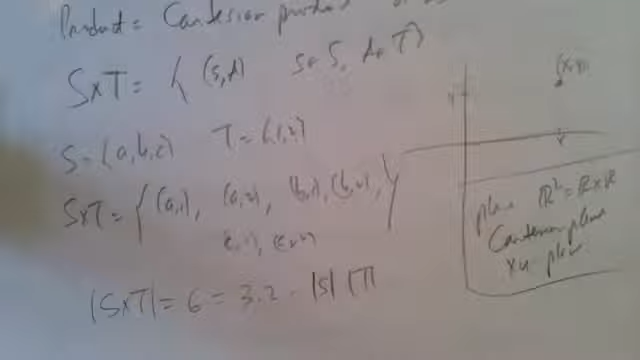 Product = Cartesian product of
S×T = { (s,t) s∈S, t∈T }
S = {a,b,c} T = {1,2}
S×T = { (a,1), (a,2), (b,1), (b,2),
(c,1), (c,2) }
|S×T| = 6 = 3·2 = |S| |T|
(x,y)
y
x
plane ℝ² = ℝ×ℝ
Cartesian plane
xy-plane